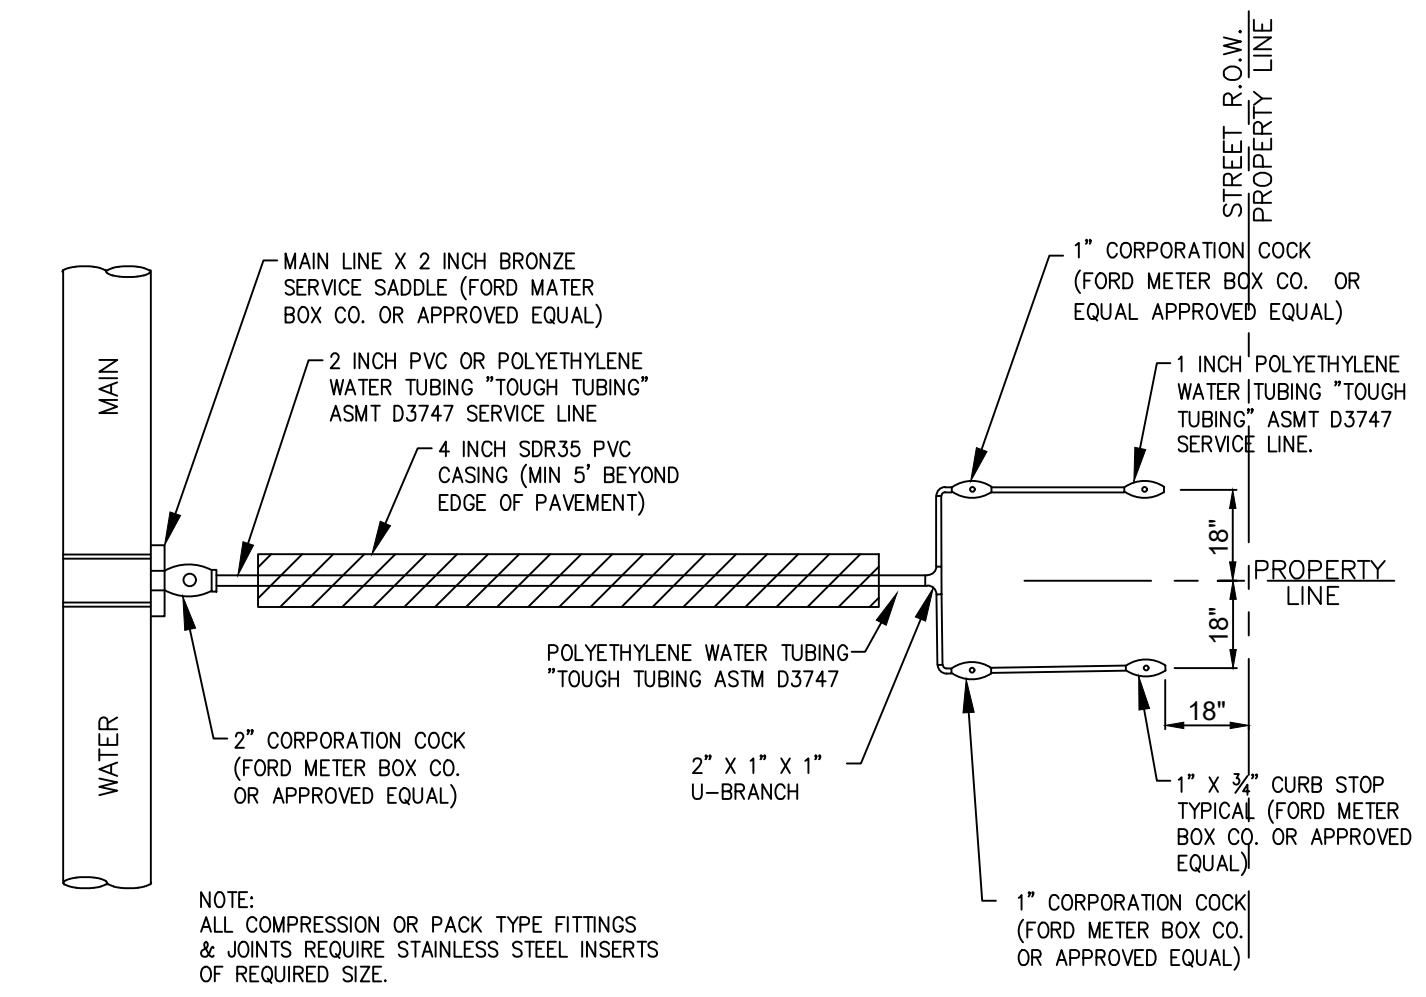 STREET R.O.W.
PROPERTY LINE
MAIN LINE X 2 INCH BRONZE
SERVICE SADDLE (FORD MATER
BOX CO. OR APPROVED EQUAL)
1" CORPORATION COCK
(FORD METER BOX CO. OR
EQUAL APPROVED EQUAL)
2 INCH PVC OR POLYETHYLENE
WATER TUBING "TOUGH TUBING"
ASMT D3747 SERVICE LINE
1 INCH POLYETHYLENE
WATER TUBING "TOUGH
TUBING" ASMT D3747
SERVICE LINE.
4 INCH SDR35 PVC
CASING (MIN 5' BEYOND
EDGE OF PAVEMENT)
MAIN
WATER
18"
PROPERTY
LINE
18"
18"
POLYETHYLENE WATER TUBING
"TOUGH TUBING ASTM D3747
2" CORPORATION COCK
(FORD METER BOX CO.
OR APPROVED EQUAL)
2" X 1" X 1"
U-BRANCH
1" X ¾" CURB STOP
TYPICAL (FORD METER
BOX CO. OR APPROVED
EQUAL)
1" CORPORATION COCK
(FORD METER BOX CO.
OR APPROVED EQUAL)
NOTE:
ALL COMPRESSION OR PACK TYPE FITTINGS
& JOINTS REQUIRE STAINLESS STEEL INSERTS
OF REQUIRED SIZE.